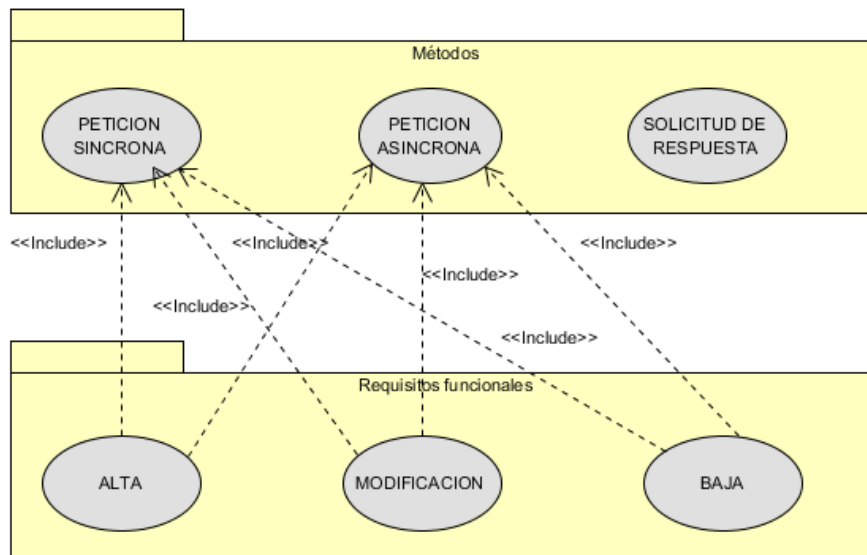 Métodos
PETICION
SINCRONA
PETICION
ASINCRONA
SOLICITUD DE
RESPUESTA
<<Include>>
<<Include>>
<<Include>>
<<Include>>
<<Include>>
<<Include>>
Requisitos funcionales
ALTA
MODIFICACION
BAJA